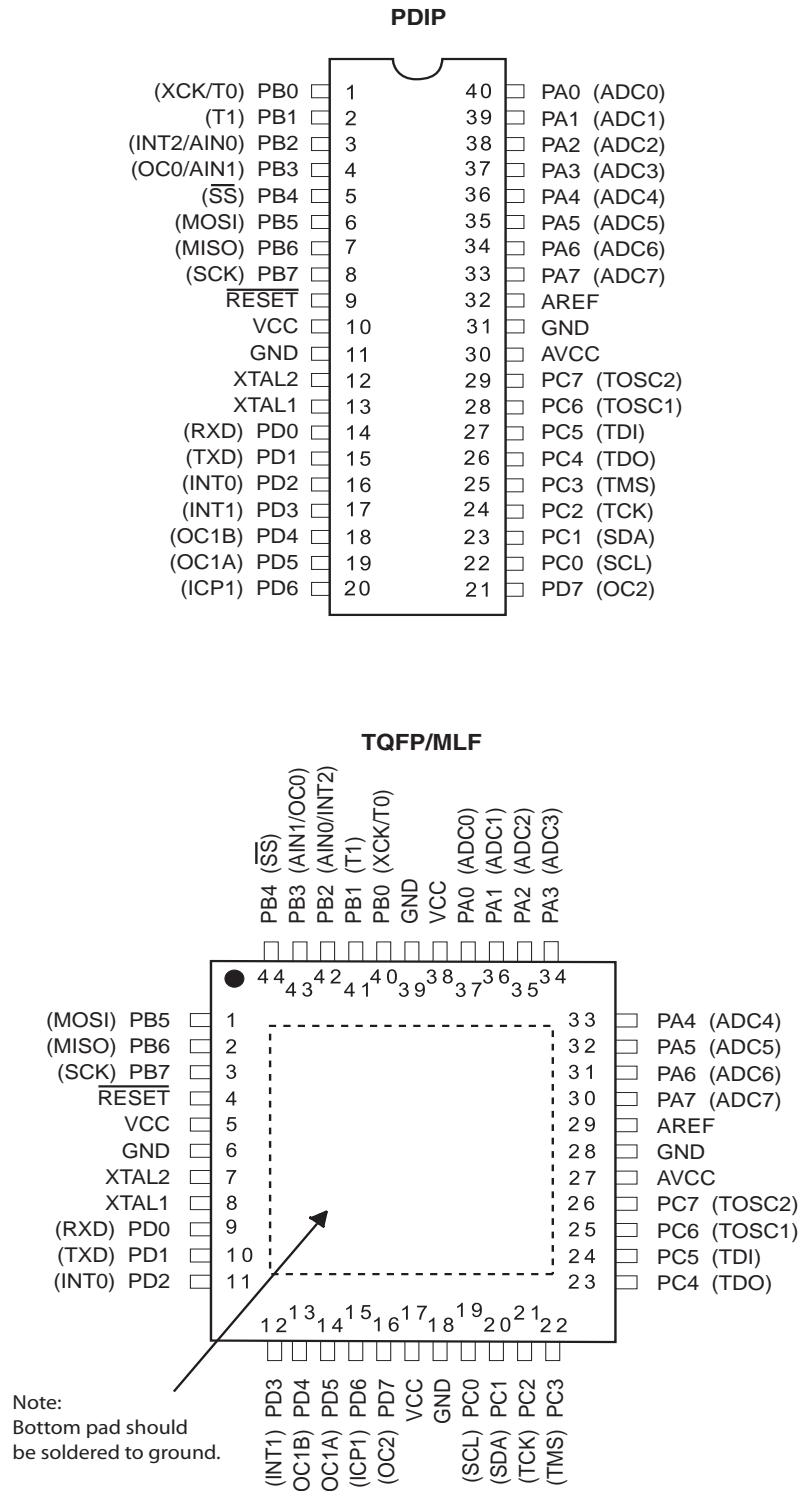 PDIP
(XCK/T0) PB0 1 40 PA0 (ADC0)
(T1) PB1 2 39 PA1 (ADC1)
(INT2/AIN0) PB2 3 38 PA2 (ADC2)
(OC0/AIN1) PB3 4 37 PA3 (ADC3)
(SS) PB4 5 36 PA4 (ADC4)
(MOSI) PB5 6 35 PA5 (ADC5)
(MISO) PB6 7 34 PA6 (ADC6)
(SCK) PB7 8 33 PA7 (ADC7)
RESET 9 32 AREF
VCC 10 31 GND
GND 11 30 AVCC
XTAL2 12 29 PC7 (TOSC2)
XTAL1 13 28 PC6 (TOSC1)
(RXD) PD0 14 27 PC5 (TDI)
(TXD) PD1 15 26 PC4 (TDO)
(INT0) PD2 16 25 PC3 (TMS)
(INT1) PD3 17 24 PC2 (TCK)
(OC1B) PD4 18 23 PC1 (SDA)
(OC1A) PD5 19 22 PC0 (SCL)
(ICP1) PD6 20 21 PD7 (OC2)
TQFP/MLF
PB4 (SS)
PB3 (AIN1/OC0)
PB2 (AIN0/INT2)
PB1 (T1)
PB0 (XCK/T0)
GND
VCC
PA0 (ADC0)
PA1 (ADC1)
PA2 (ADC2)
PA3 (ADC3)
44 43 42 41 40 39 38 37 36 35 34
(MOSI) PB5 1 33 PA4 (ADC4)
(MISO) PB6 2 32 PA5 (ADC5)
(SCK) PB7 3 31 PA6 (ADC6)
RESET 4 30 PA7 (ADC7)
VCC 5 29 AREF
GND 6 28 GND
XTAL2 7 27 AVCC
XTAL1 8 26 PC7 (TOSC2)
(RXD) PD0 9 25 PC6 (TOSC1)
(TXD) PD1 10 24 PC5 (TDI)
(INT0) PD2 11 23 PC4 (TDO)
12 13 14 15 16 17 18 19 20 21 22
(INT1) PD3
OC1B) PD4
OC1A) PD5
(ICP1) PD6
(OC2) PD7
VCC
GND
(SCL) PC0
(SDA) PC1
(TCK) PC2
(TMS) PC3
Note:
Bottom pad should
be soldered to ground.